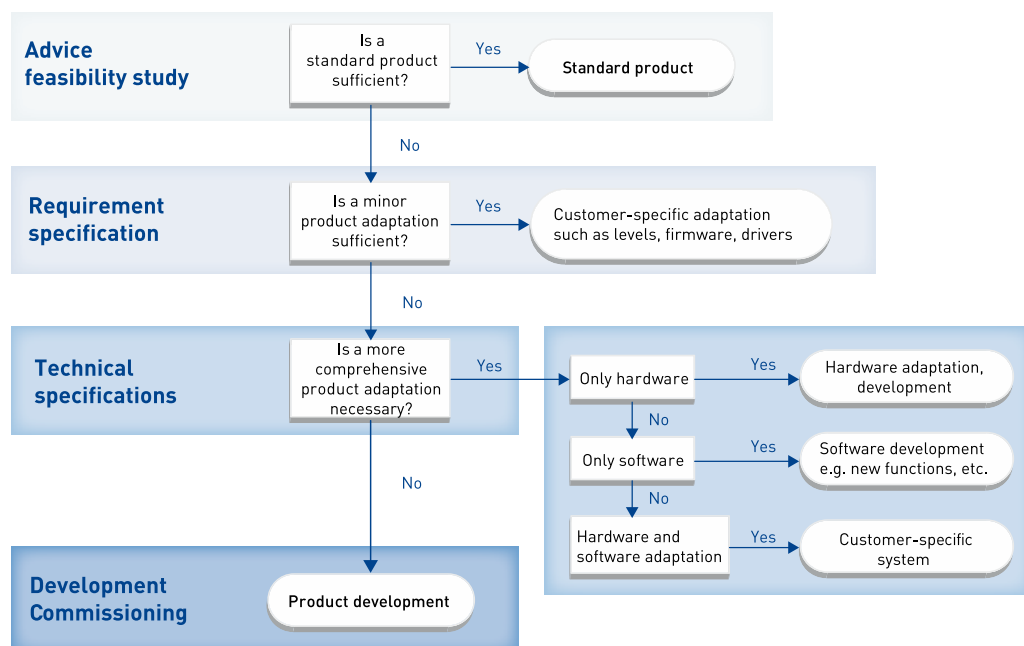 Advice
feasibility study
Is a
standard product
sufficient?
Yes
Standard product
No
Requirement
specification
Is a minor
product adaptation
sufficient?
Yes
Customer-specific adaptation
such as levels, firmware, drivers
No
Technical
specifications
Is a more
comprehensive
product adaptation
necessary?
Yes
Only hardware
Yes
Hardware adaptation,
development
No
Only software
Yes
Software development
e.g. new functions, etc.
No
Hardware and
software adaptation
Yes
Customer-specific
system
No
Development
Commissioning
Product development